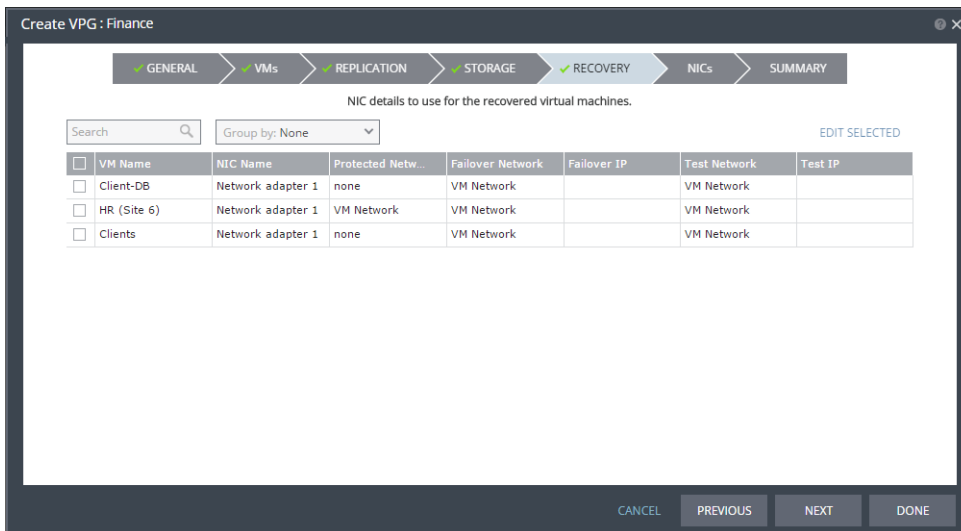 Create VPG : Finance
GENERAL VMs REPLICATION STORAGE RECOVERY NICs SUMMARY
NIC details to use for the recovered virtual machines.
Search Group by: None EDIT SELECTED
VM Name NIC Name Protected Netw... Failover Network Failover IP Test Network Test IP
Client-DB Network adapter 1 none VM Network VM Network
HR (Site 6) Network adapter 1 VM Network VM Network VM Network
Clients Network adapter 1 none VM Network VM Network
CANCEL PREVIOUS NEXT DONE